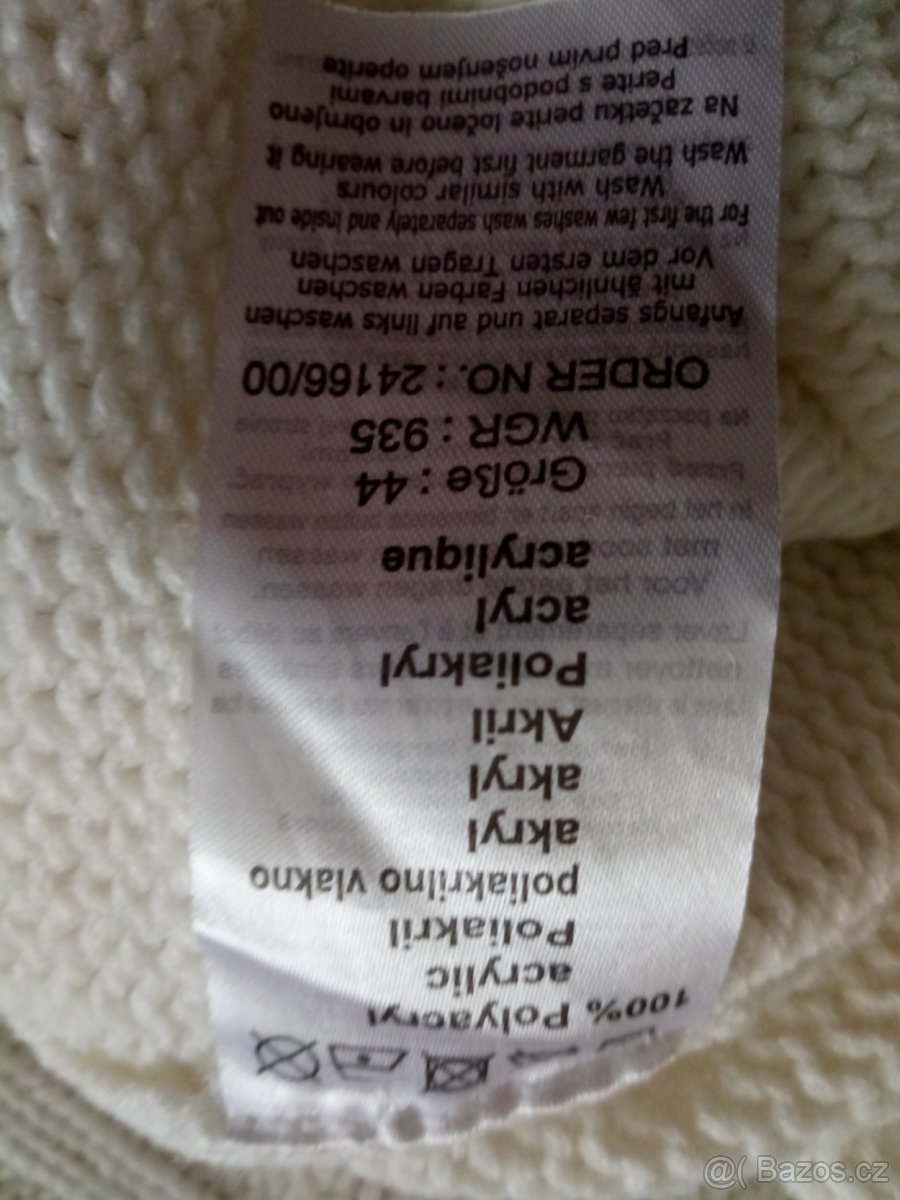 100% Polyacryl
acrylic
Poliakril
poliakrilno vlakno
akryl
akryl
Akril
Poliakryl
acryl
acrylique
Größe : 44
WGR : 935
ORDER NO. : 24166/00
Anfangs separat und auf links waschen
mit ähnlichen Farben waschen
Vor dem ersten Tragen waschen
For the first few washes wash separately and inside out
Wash with similar colours
Wash the garment first before wearing it
Na začetku perite ločeno in obrnjeno
Perite s podobnimi barvami
Pred prvim nošenjem operite
@( Bazos.cz